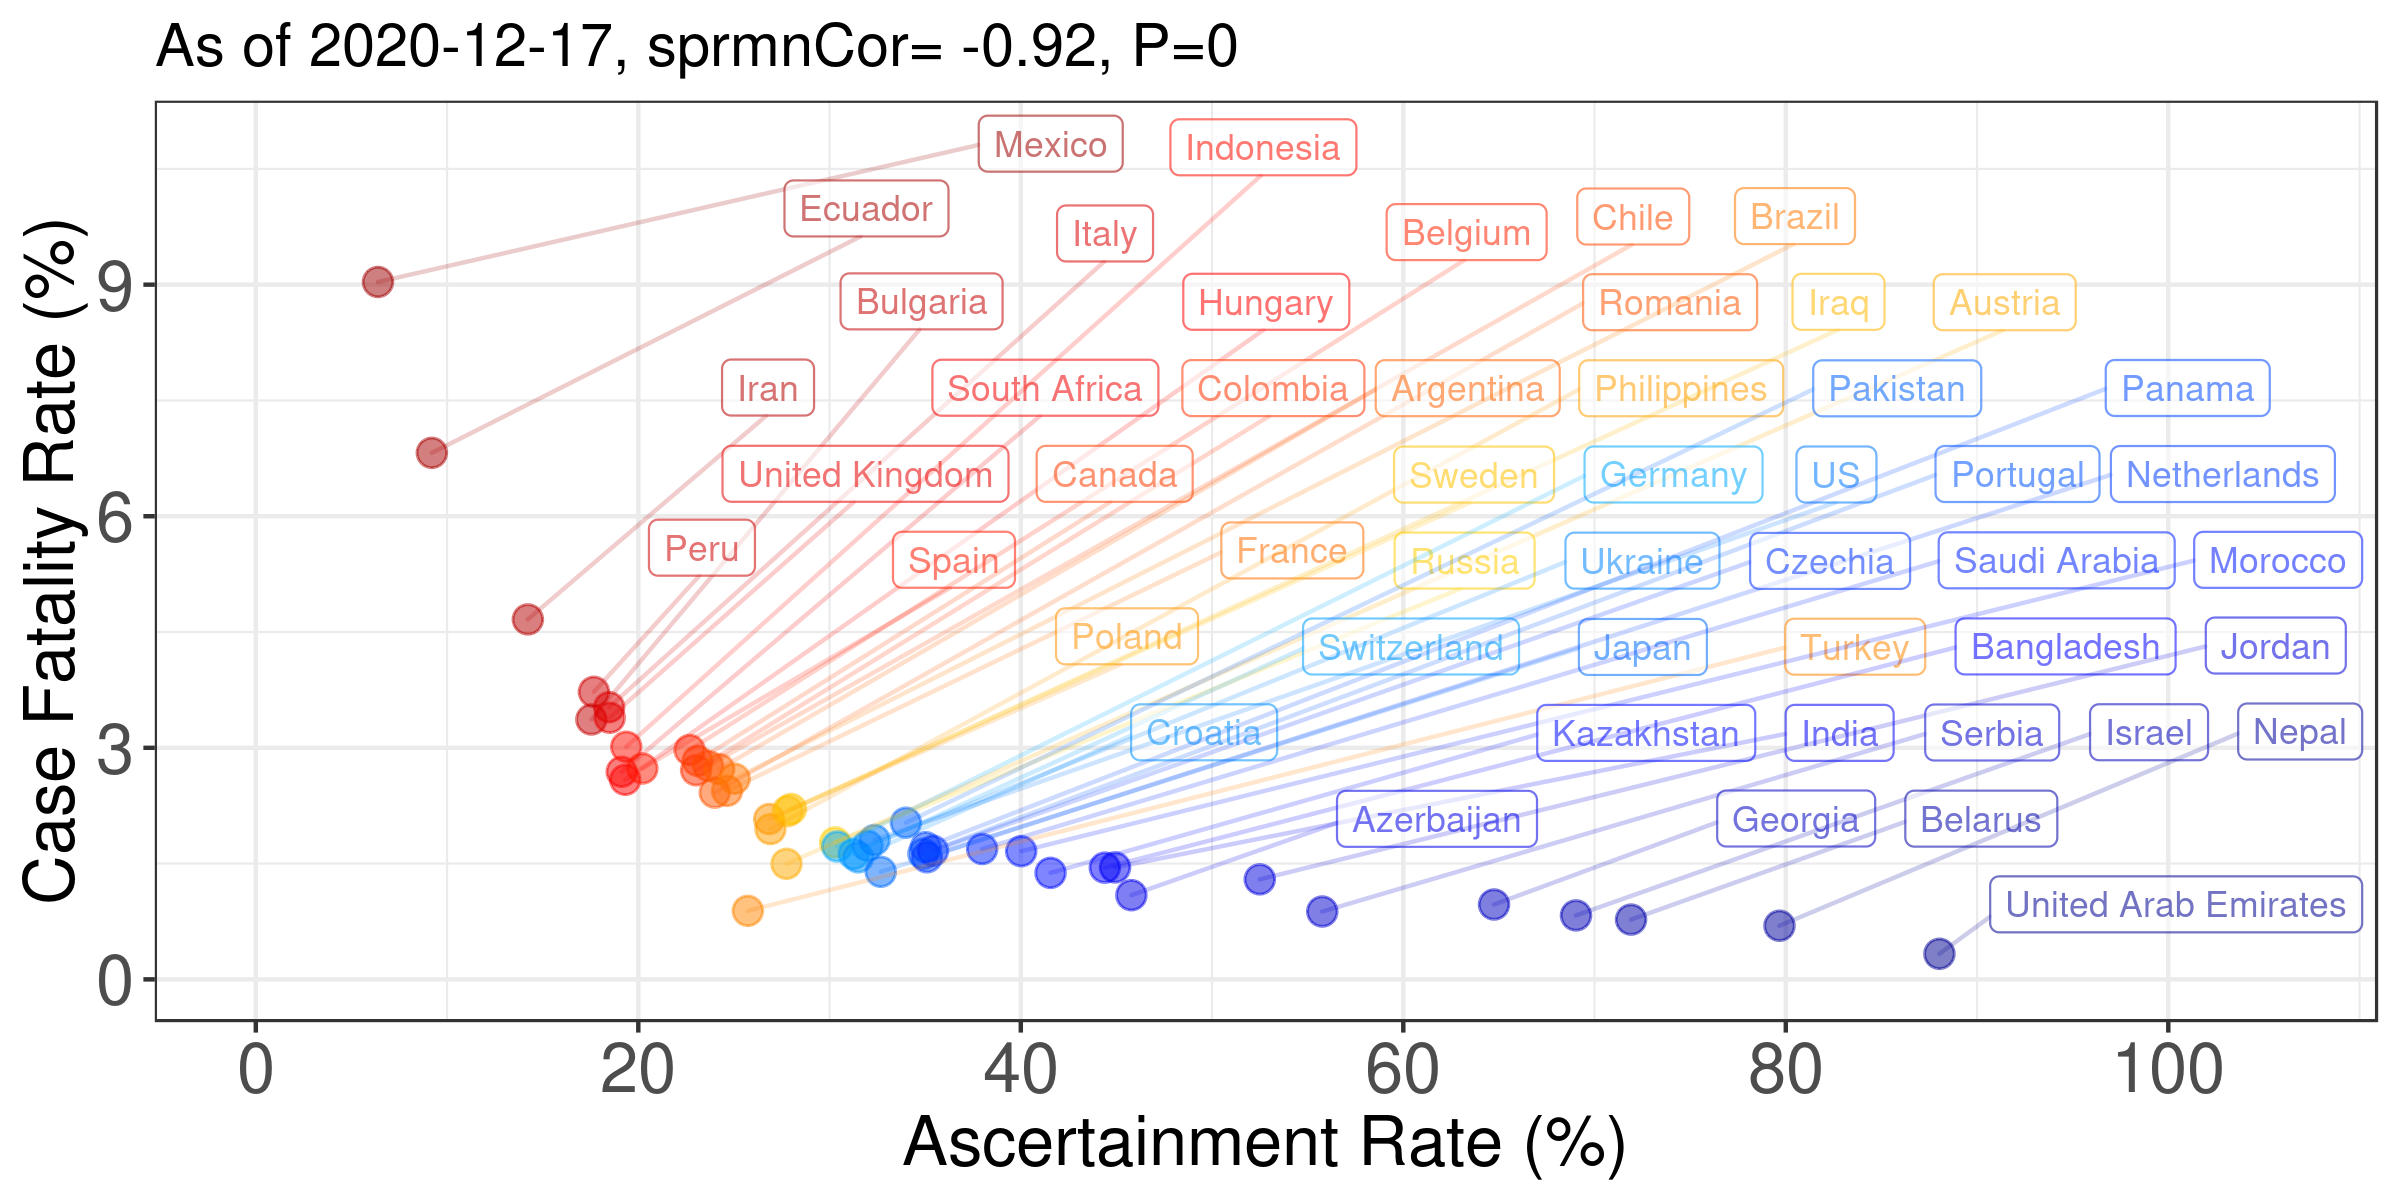 As of 2020-12-17, sprmnCor= -0.92, P=0
Case Fatality Rate (%)
9
6
3
0
Mexico
Indonesia
Ecuador
Italy
Belgium
Chile
Brazil
Bulgaria
Hungary
Romania
Iraq
Austria
Iran
South Africa
Colombia
Argentina
Philippines
Pakistan
Panama
United Kingdom
Canada
Sweden
Germany
US
Portugal
Netherlands
Peru
Spain
France
Russia
Ukraine
Czechia
Saudi Arabia
Morocco
Poland
Switzerland
Japan
Turkey
Bangladesh
Jordan
Croatia
Kazakhstan
India
Serbia
Israel
Nepal
Azerbaijan
Georgia
Belarus
United Arab Emirates
0
20
40
60
80
100
Ascertainment Rate (%)